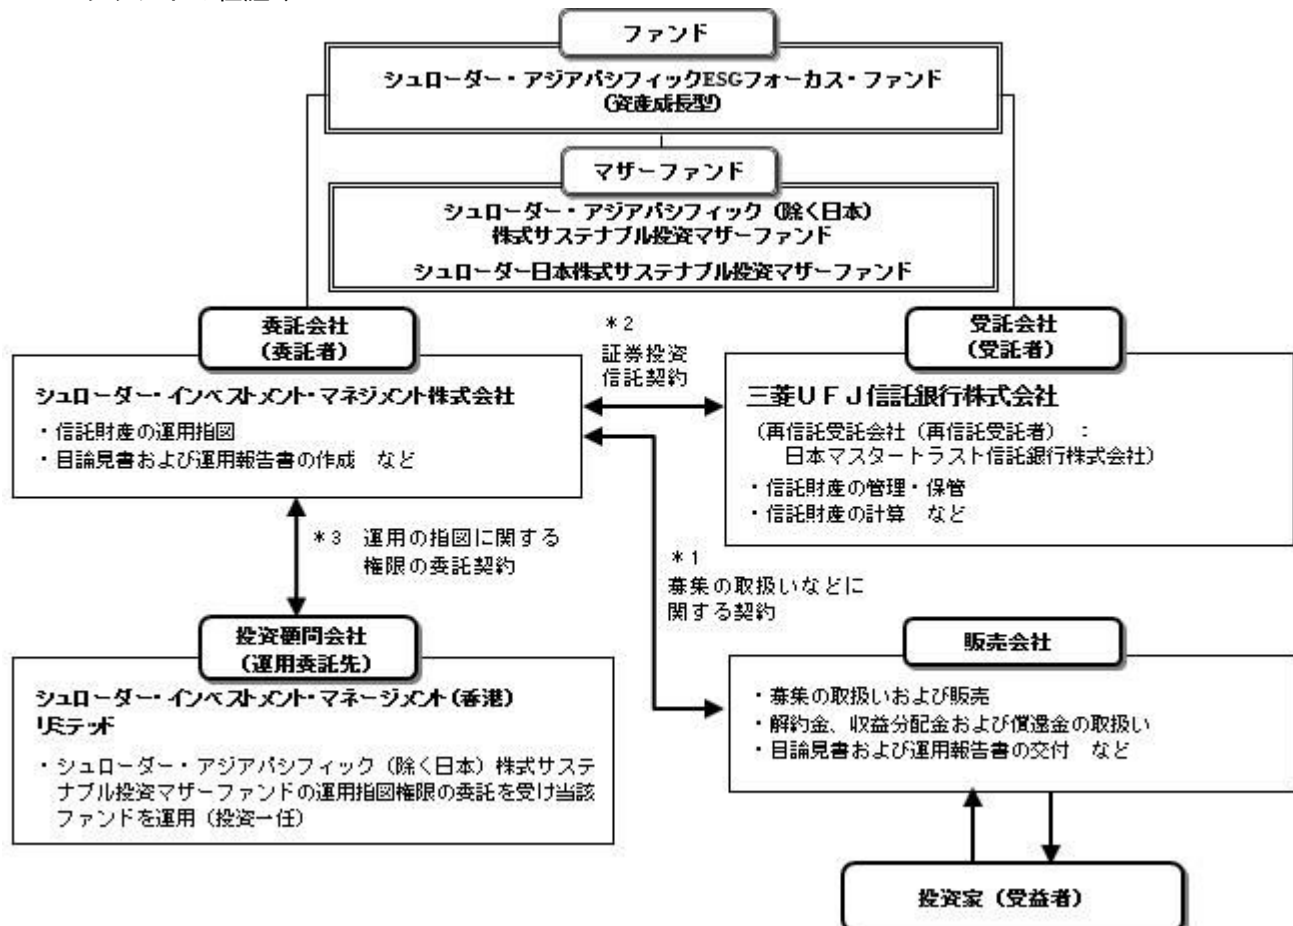 ファンド
シュローダー・アジアパシフィックESGフォーカス・ファンド
(資産成長型)
マザーファンド
シュローダー・アジアパシフィック（除く日本）
株式サステナブル投資マザーファンド
シュローダー日本株式サステナブル投資マザーファンド
委託会社
(委託者)
シュローダー・インベストメント・マネジメント株式会社
・信託財産の運用指図
・目論見書および運用報告書の作成　など
＊2
証券投資
信託契約
受託会社
(受託者)
三菱ＵＦＪ信託銀行株式会社
（再信託受託会社（再信託受託者）：
日本マスタートラスト信託銀行株式会社）
・信託財産の管理・保管
・信託財産の計算　など
＊3　運用の指図に関する
権限の委託契約
＊1
募集の取扱いなどに
関する契約
投資顧問会社
(運用委託先)
シュローダー・インベストメント・マネージメント(香港)
リミテッド
・シュローダー・アジアパシフィック（除く日本）株式サステ
ナブル投資マザーファンドの運用指図権限の委託を受け当該
ファンドを運用（投資一任）
販売会社
・募集の取扱いおよび販売
・解約金、収益分配金および償還金の取扱い
・目論見書および運用報告書の交付　など
投資家（受益者）